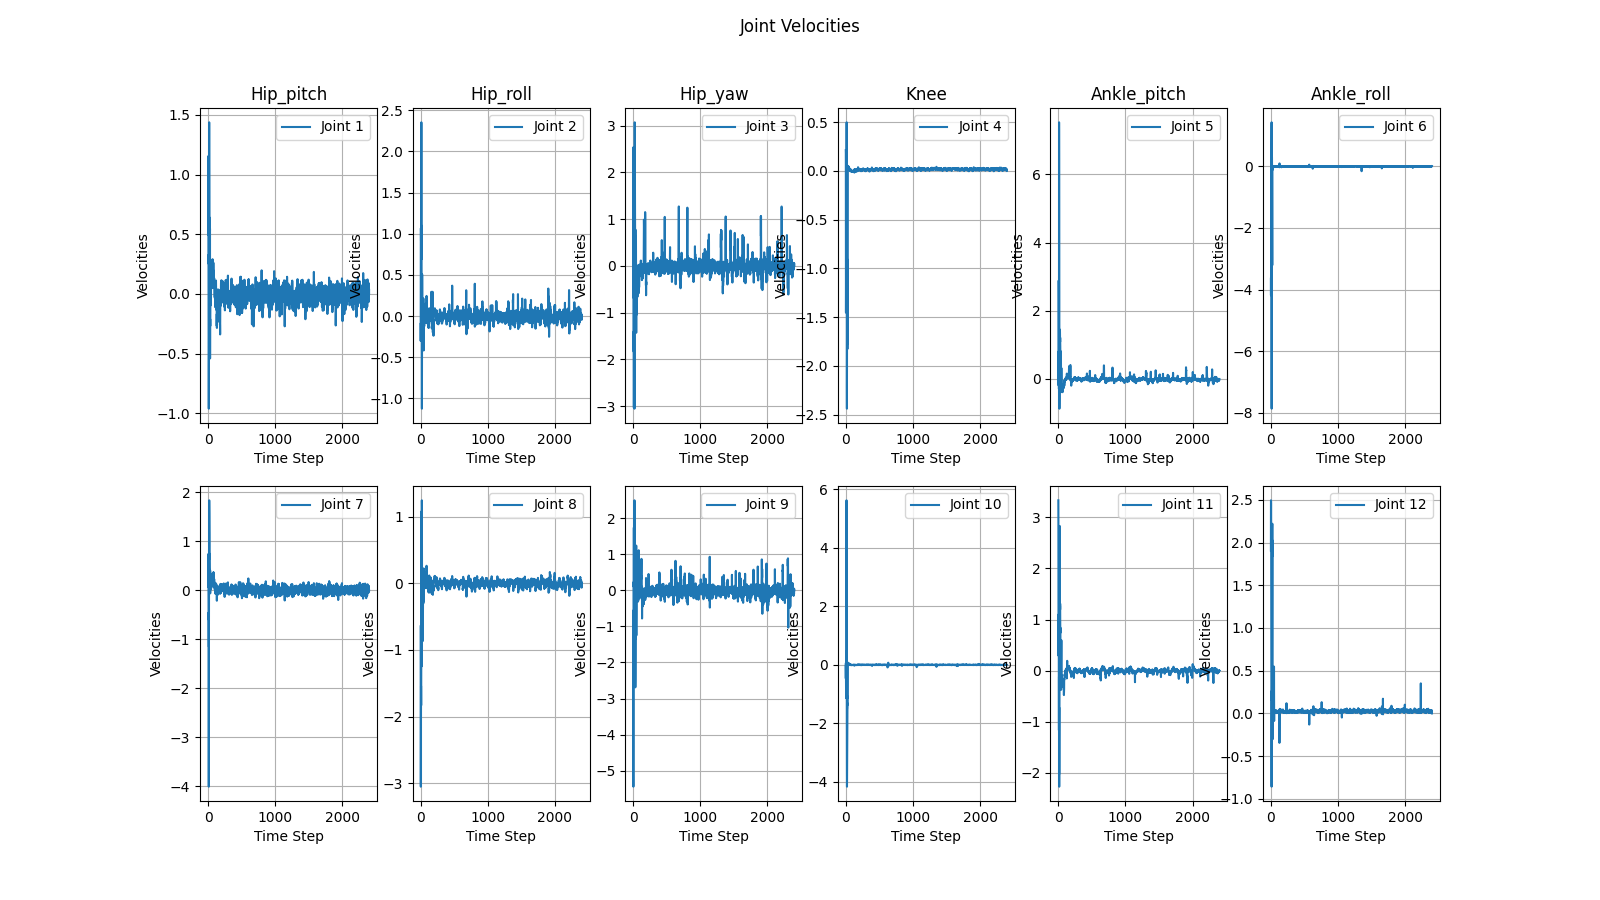 Joint Velocities
Hip_pitch Hip_roll Hip_yaw Knee Ankle_pitch Ankle_roll
Joint 1
1.5
1.0
0.5
0.0
−0.5
−1.0
Velocities
0 1000 2000
Time Step
Joint 2
2.5
2.0
1.5
1.0
0.5
0.0
−0.5
−1.0
Velocities
0 1000 2000
Time Step
Joint 3
3
2
1
0
−1
−2
−3
Velocities
0 1000 2000
Time Step
Joint 4
0.5
0.0
−0.5
−1.0
−1.5
−2.0
−2.5
Velocities
0 1000 2000
Time Step
Joint 5
6
4
2
0
Velocities
0 1000 2000
Time Step
Joint 6
0
−2
−4
−6
−8
Velocities
0 1000 2000
Time Step
Joint 7
2
1
0
−1
−2
−3
−4
Velocities
0 1000 2000
Time Step
Joint 8
1
0
−1
−2
−3
Velocities
0 1000 2000
Time Step
Joint 9
2
1
0
−1
−2
−3
−4
−5
Velocities
0 1000 2000
Time Step
Joint 10
6
4
2
0
−2
−4
Velocities
0 1000 2000
Time Step
Joint 11
3
2
1
0
−1
−2
Velocities
0 1000 2000
Time Step
Joint 12
2.5
2.0
1.5
1.0
0.5
0.0
−0.5
−1.0
Velocities
0 1000 2000
Time Step